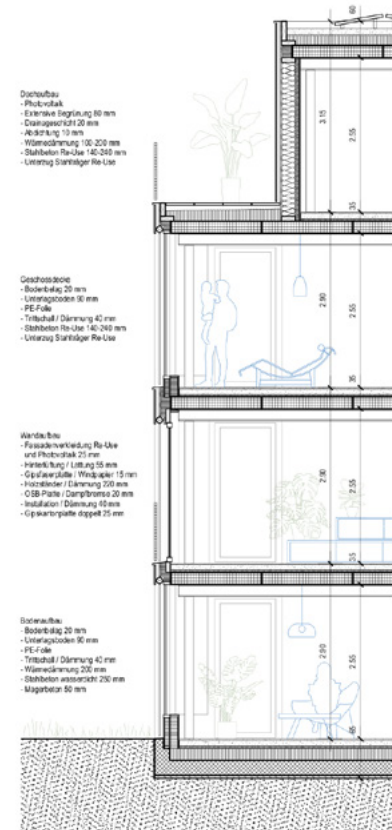 Dachaufbau
- Photovoltaik
- Extensive Begrünung 80 mm
- Drainageschicht 20 mm
- Abdichtung 10 mm
- Wärmedämmung 100-200 mm
- Stahlbeton Re-Use 140-240 mm
- Unterzug Stahlträger Re-Use
Geschossdecke
- Bodenbelag 20 mm
- Unterlagsboden 90 mm
- PE-Folie
- Trittschall / Dämmung 40 mm
- Stahlbeton Re-Use 140-240 mm
- Unterzug Stahlträger Re-Use
Wandaufbau
- Fassadenverkleidung Re-Use
und Photovoltaik 25 mm
- Hinterlüftung / Lattung 55 mm
- Gipsfaserplatte / Windpapier 15 mm
- Holzständer / Dämmung 220 mm
- OSB-Platte / Dampfbremse 20 mm
- Installation / Dämmung 40 mm
- Gipskartonplatte doppelt 25 mm
Bodenaufbau
- Bodenbelag 20 mm
- Unterlagsboden 90 mm
- PE-Folie
- Trittschall / Dämmung 40 mm
- Wärmedämmung 200 mm
- Stahlbeton wasserdicht 250 mm
- Magerbeton 50 mm
60
3.15
2.55
35
2.90
2.55
35
2.90
2.55
35
2.90
2.55
45